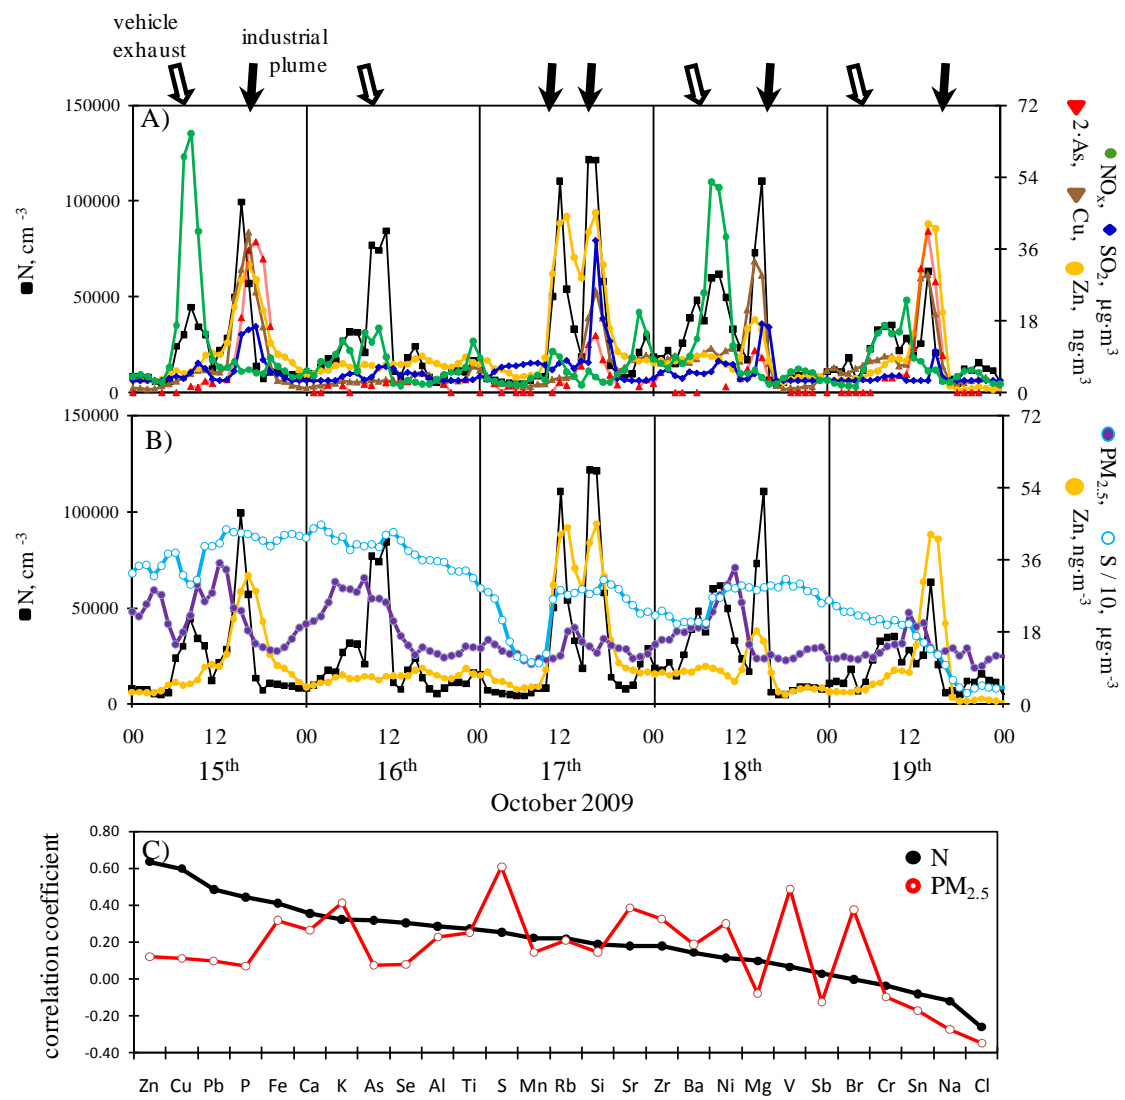 vehicle
exhaust
industrial
plume
A)
150000
100000
50000
0
■N, cm -3
72
54
36
18
0
NOx, SO2, µg·m3
2·As, Cu, Zn, ng·m3
B)
150000
100000
50000
0
■N, cm -3
72
54
36
18
0
PM2.5, S / 10, µg·m-3
Zn, ng·m-3
00 12 00 12 00 12 00 12 00 12 00
15th 16th 17th 18th 19th
October 2009
C)
correlation coefficient
0.80
0.60
0.40
0.20
0.00
-0.20
-0.40
N
PM2.5
Zn Cu Pb P Fe Ca K As Se Al Ti S Mn Rb Si Sr Zr Ba Ni Mg V Sb Br Cr Sn Na Cl